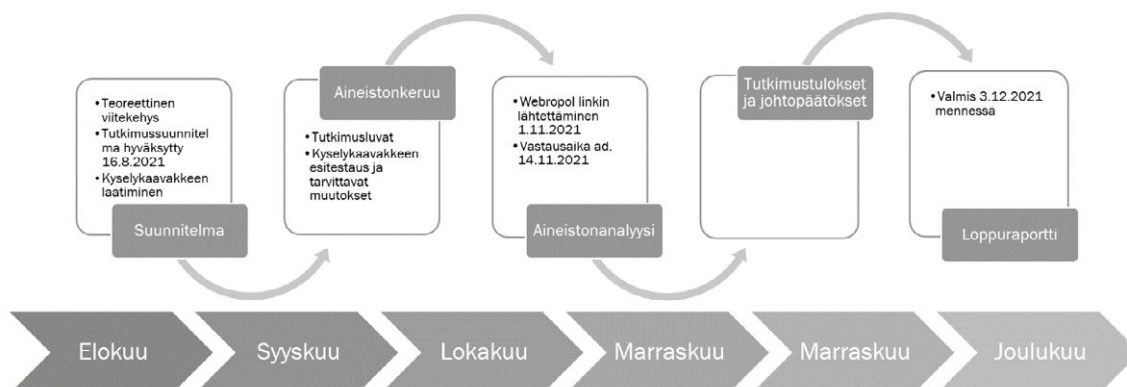 • Teoreettinen
viitekehys
• Tutkimussuunnitel
ma hyväksytty
16.8.2021
• Kyselykaavakkeen
laatiminen
Suunnitelma
Aineistonkeruu
• Tutkimusluvat
• Kyselykaavakkeen
esitestaus ja
tarvittavat
muutokset
• Webropol linkin
lähtettäminen
1.11.2021
• Vastausaika ad.
14.11.2021
Aineistonanalyysi
Tutkimustulokset
ja johtopäätökset
• Valmis 3.12.2021
mennessä
Loppuraportti
Elokuu
Syyskuu
Lokakuu
Marraskuu
Marraskuu
Joulukuu